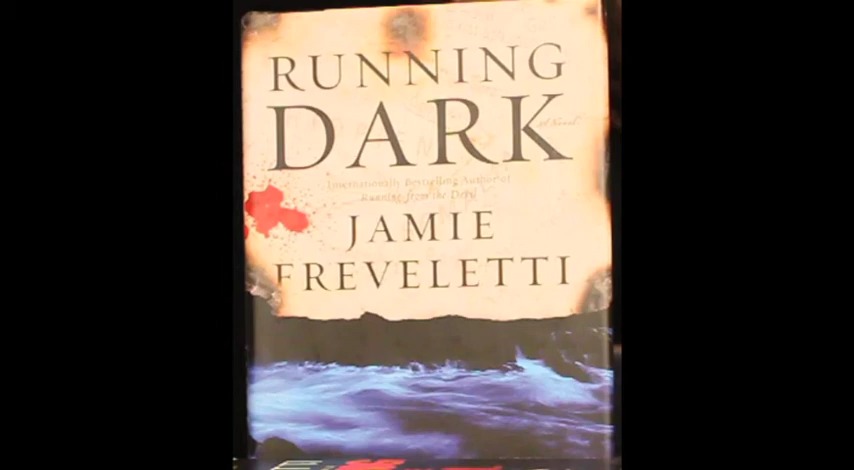 RUNNING
DARK
A Novel
Internationally Bestselling Author of
Running from the Devil
JAMIE
FREVELETTI